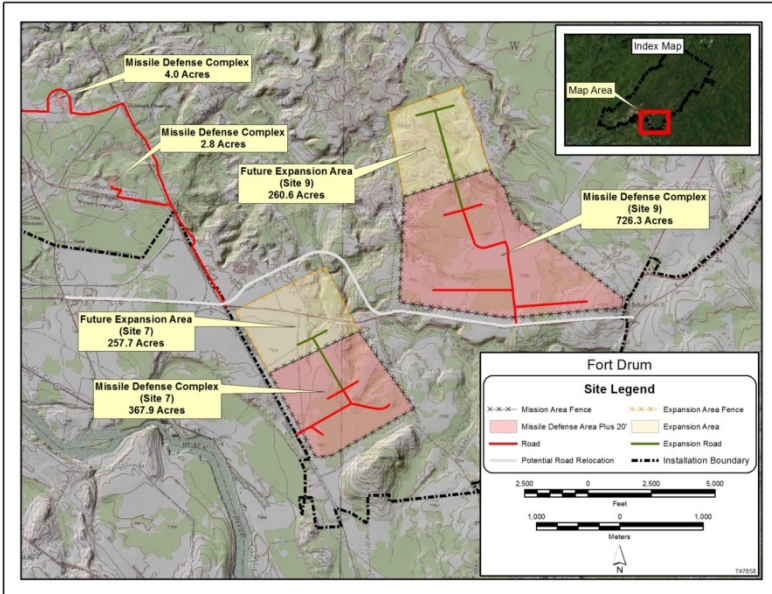 Missile Defense Complex
4.0 Acres
Missile Defense Complex
2.8 Acres
Future Expansion Area
(Site 9)
260.6 Acres
Missile Defense Complex
(Site 9)
726.3 Acres
Future Expansion Area
(Site 7)
257.7 Acres
Missile Defense Complex
(Site 7)
367.9 Acres
Index Map
Map Area
BLACK
Fort Drum
Site Legend
Mission Area Fence
Expansion Area Fence
Missile Defense Area Plus 20'
Expansion Area
Road
Expansion Road
Potential Road Relocation
Installation Boundary
2,500 0 2,500 5,000
Feet
1,000 0 1,000
Meters
N
T#7658